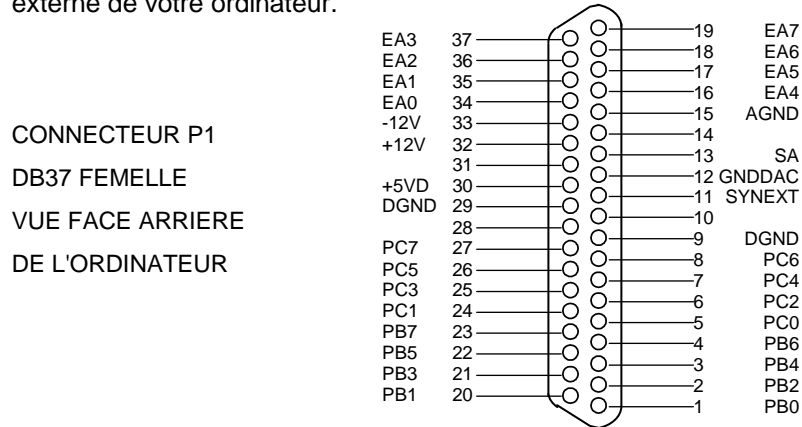 externe de votre ordinateur.
CONNECTEUR P1
DB37 FEMELLE
VUE FACE ARRIERE
DE L'ORDINATEUR
EA3 37
EA2 36
EA1 35
EA0 34
-12V 33
+12V 32
31
+5VD 30
DGND 29
28
PC7 27
PC5 26
PC3 25
PC1 24
PB7 23
PB5 22
PB3 21
PB1 20
19 EA7
18 EA6
17 EA5
16 EA4
15 AGND
14
13 SA
12 GNDDAC
11 SYNEXT
10
9 DGND
8 PC6
7 PC4
6 PC2
5 PC0
4 PB6
3 PB4
2 PB2
1 PB0